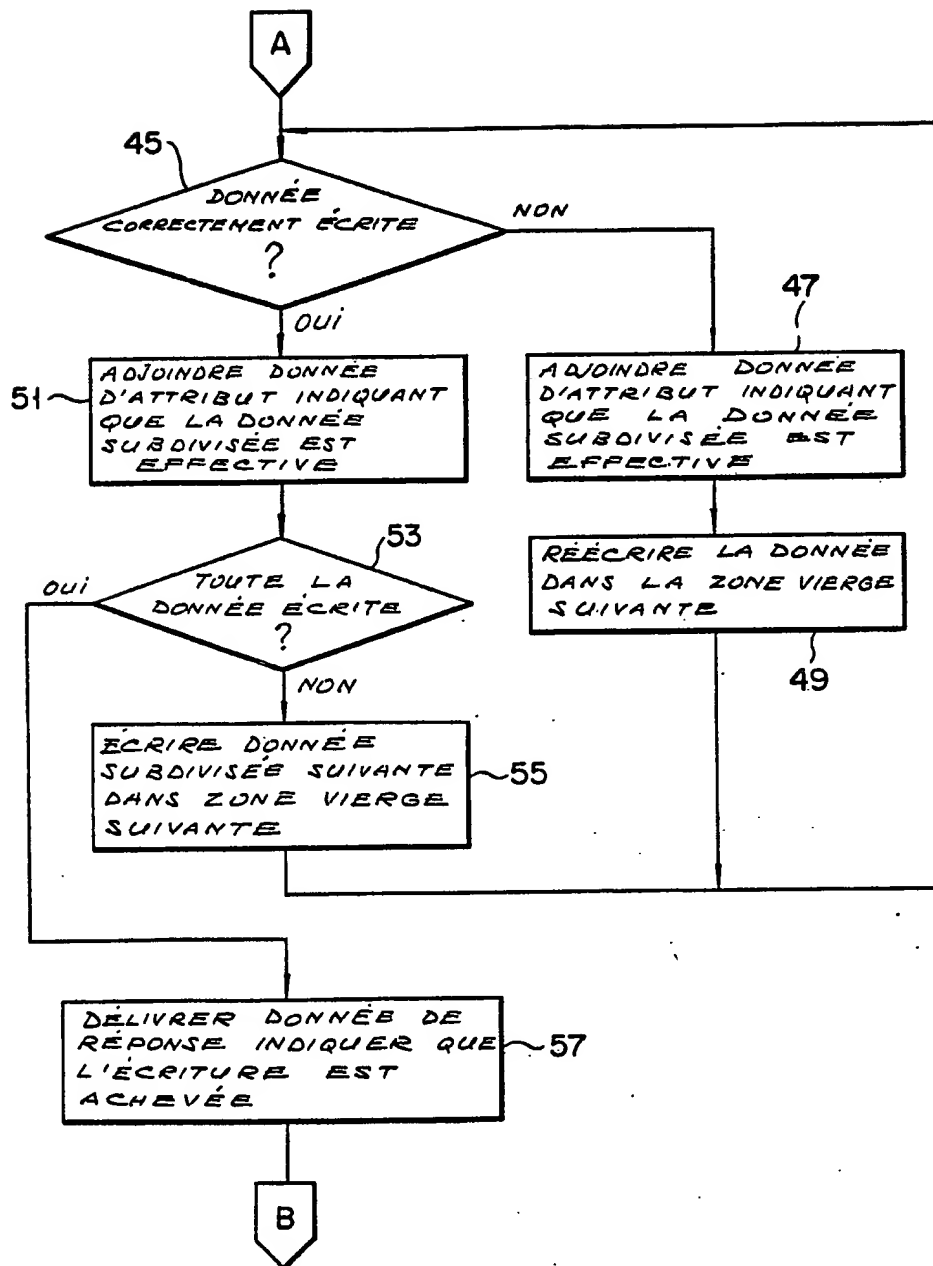 A
45
DONNÉE
CORRECTEMENT ÉCRITE
?
NON
OUI
47
51
ADJOINDRE DONNÉE
D'ATTRIBUT INDIQUANT
QUE LA DONNÉE
SUBDIVISÉE EST
EFFECTIVE
ADJOINDRE DONNÉE
D'ATTRIBUT INDIQUANT
QUE LA DONNÉE
SUBDIVISÉE EST
EFFECTIVE
53
OUI
TOUTE LA
DONNÉE ÉCRITE
?
RÉÉCRIRE LA DONNÉE
DANS LA ZONE VIERGE
SUIVANTE
49
NON
ÉCRIRE DONNÉE
SUBDIVISÉE SUIVANTE
DANS ZONE VIERGE
SUIVANTE
55
DÉLIVRER DONNÉE DE
RÉPONSE INDIQUER QUE
L'ÉCRITURE EST
ACHEVÉE
57
B